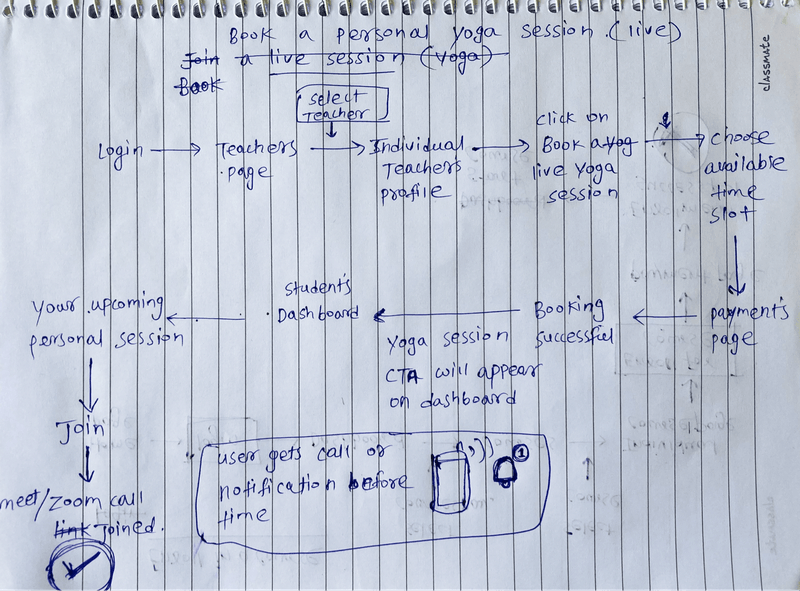 Book a personal yoga session. (live)
Join a live session (yoga)
Book
classmate
select
Teacher
Login
Teachers
page
Individual
Teacher's
profile
click on
Book a yog
live yoga
session
choose
available
time
slot
payment's
page
Booking
successful
yoga session
CTA will appear
on dashboard
student's
Dashboard
Your upcoming
personal session
Join
meet/zoom call
link joined.
user gets call or
notification before
time
1